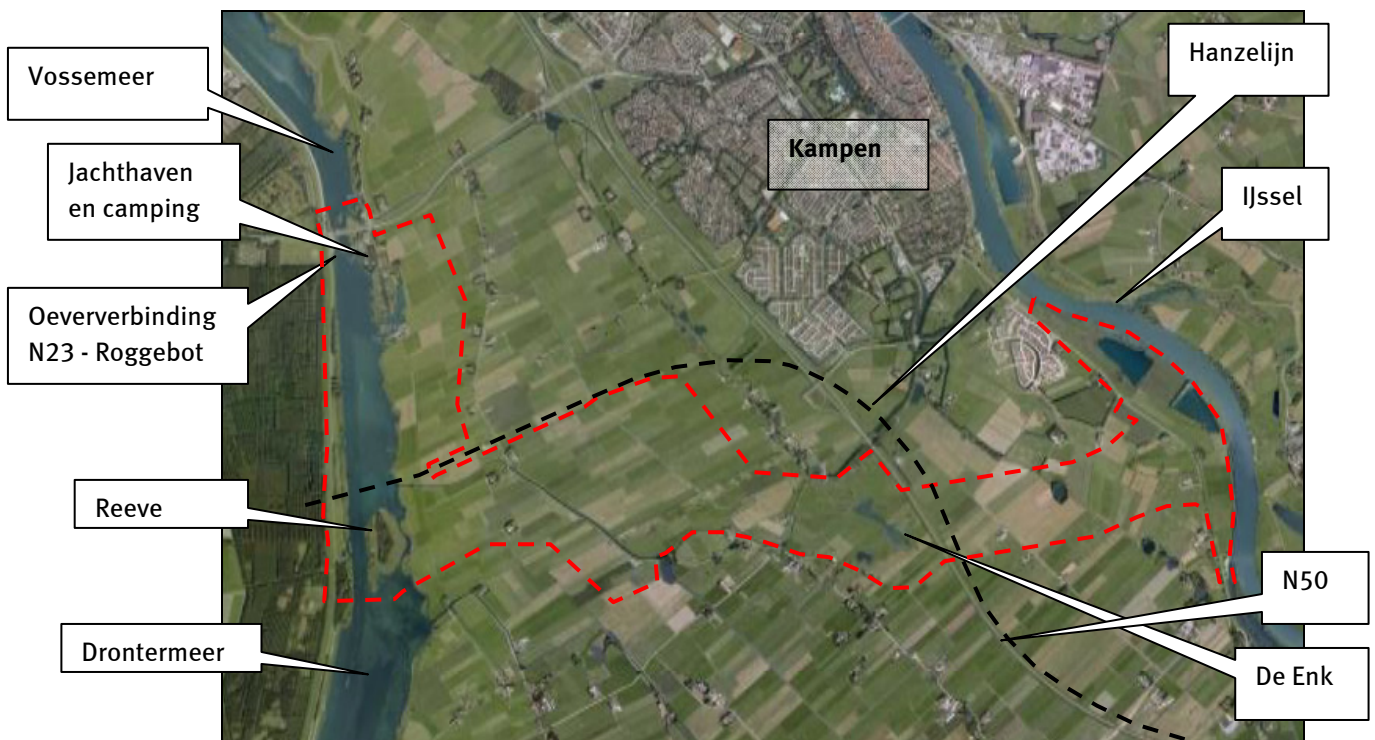 Vossemeer
Jachthaven
en camping
Oeververbinding
N23 - Roggebot
Reeve
Drontermeer
Kampen
Hanzelijn
IJssel
N50
De Enk